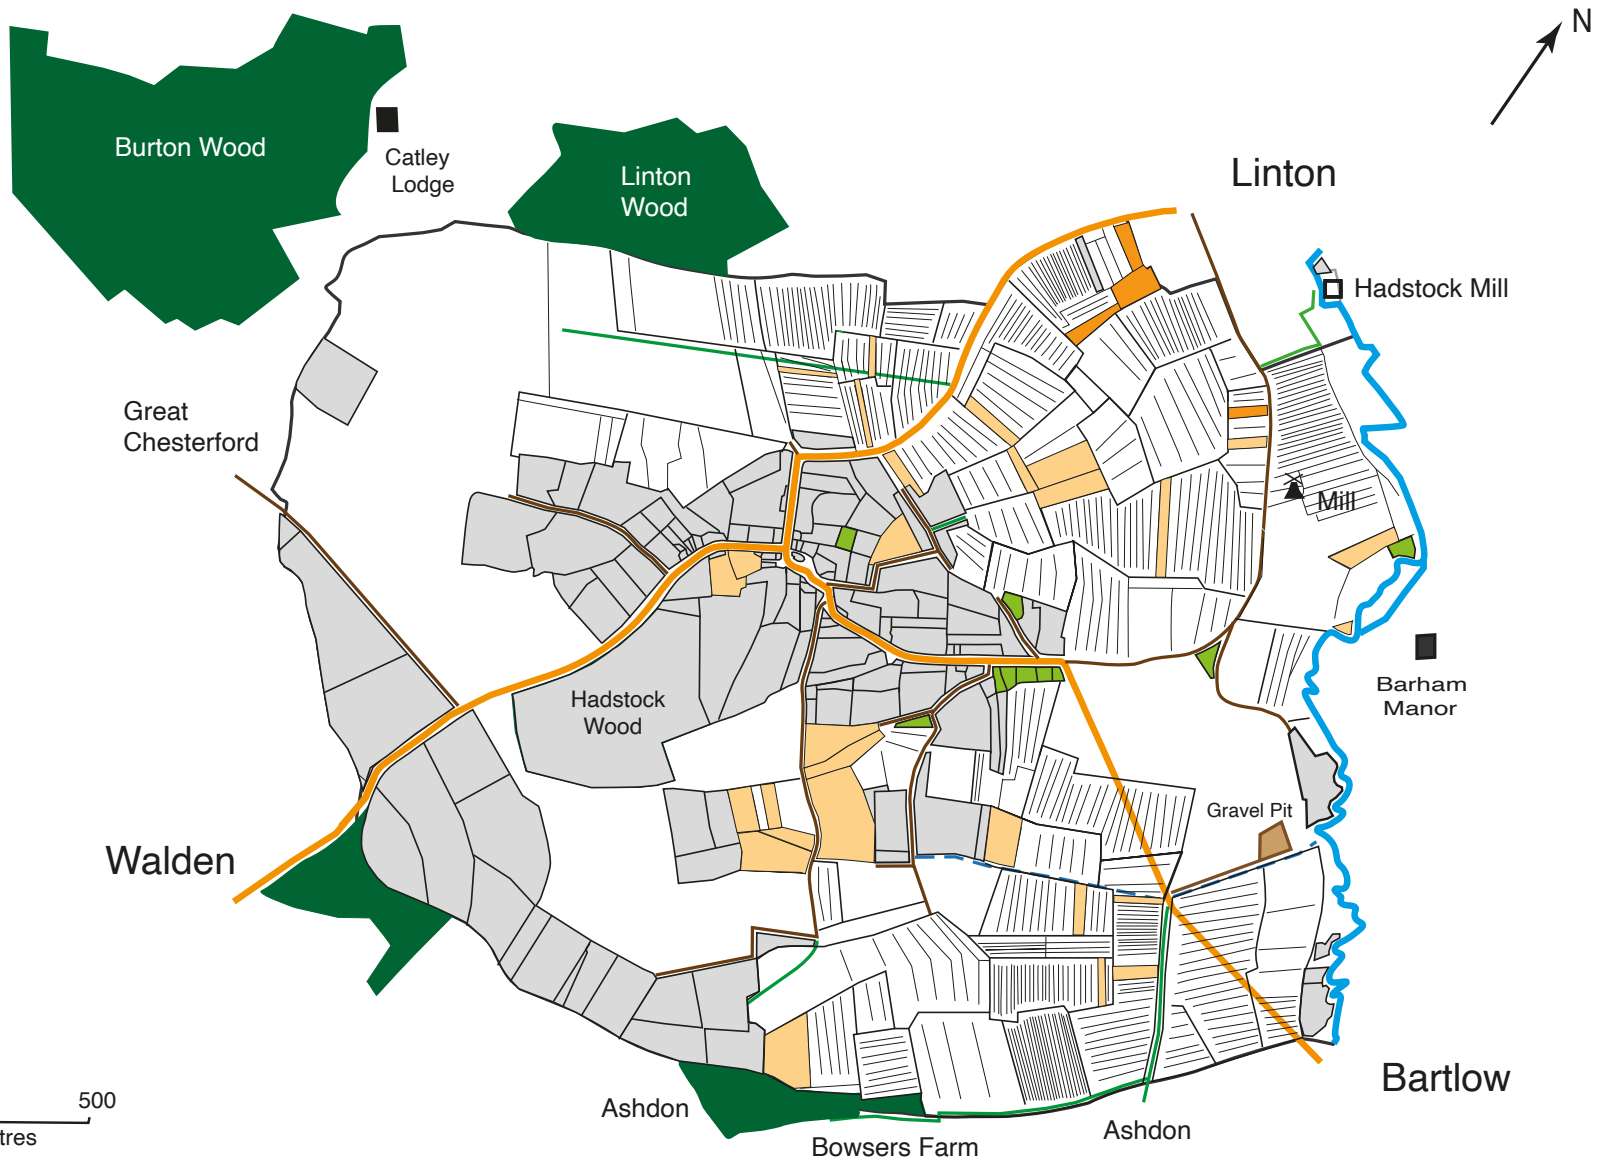 N
Burton Wood
Catley
Lodge
Linton
Wood
Linton
Hadstock Mill
Great
Chesterford
Mill
Barham
Manor
Hadstock
Wood
Gravel Pit
Walden
Bartlow
500
tres
Ashdon
Bowsers Farm
Ashdon